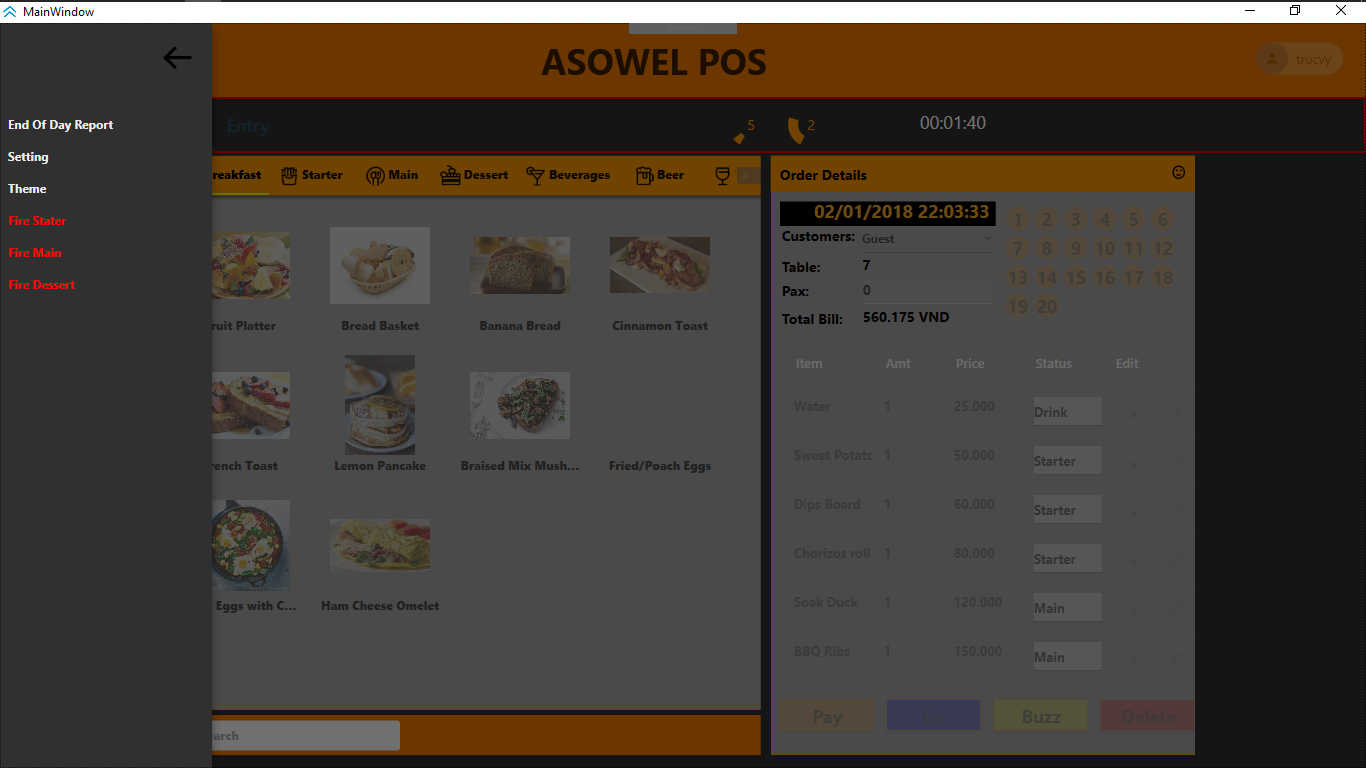 MainWindow
ASOWEL POS
trucvy
End Of Day Report
Setting
Theme
Fire Stater
Fire Main
Fire Dessert
Entry
5
2
00:01:40
reakfast
Starter
Main
Dessert
Beverages
Beer
ruit Platter
Bread Basket
Banana Bread
Cinnamon Toast
rench Toast
Lemon Pancake
Braised Mix Mush...
Fried/Poach Eggs
Eggs with C...
Ham Cheese Omelet
arch
Order Details
02/01/2018 22:03:33
Customers: Guest
Table: 7
Pax: 0
Total Bill: 560.175 VND
1 2 3 4 5 6
7 8 9 10 11 12
13 14 15 16 17 18
19 20
Item Amt Price Status Edit
Water 1 25.000 Drink x
Sweet Potatc 1 50.000 Starter x
Dips Board 1 60.000 Starter x
Chorizos roll 1 80.000 Starter x
Soak Duck 1 120.000 Main x
BBQ Ribs 1 150.000 Main x
Pay
Buzz
Delete